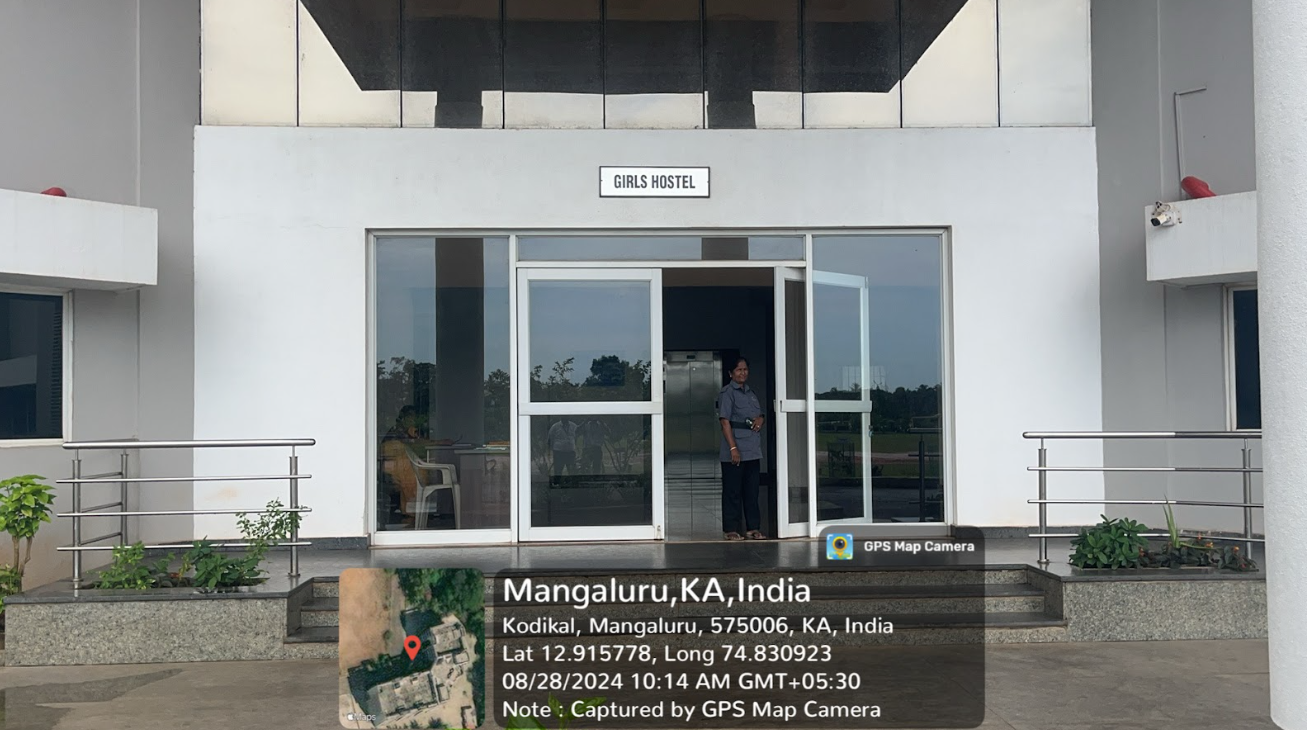 GIRLS HOSTEL
GPS Map Camera
Mangaluru,KA,India
Kodikal, Mangaluru, 575006, KA, India
Lat 12.915778, Long 74.830923
08/28/2024 10:14 AM GMT+05:30
Note : Captured by GPS Map Camera
Maps